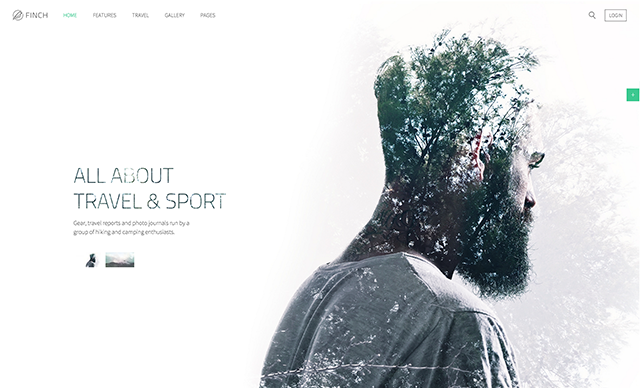 FINCH
HOME
FEATURES
TRAVEL
GALLERY
PAGES
LOGIN
+
ALL ABOUT
TRAVEL & SPORT
Gear, travel reports and photo journals run by a
group of hiking and camping enthusiasts.